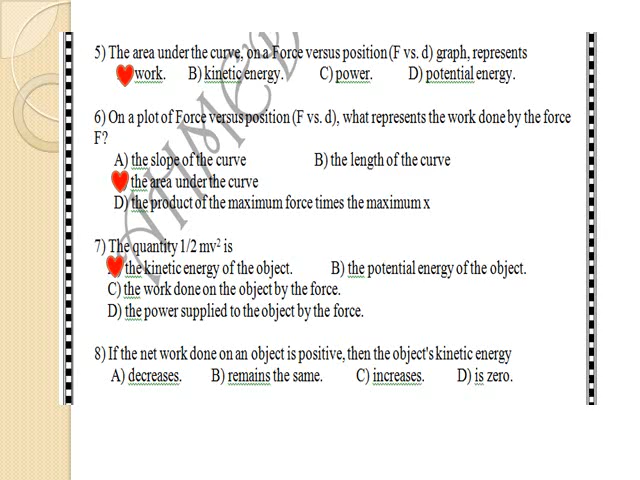 5) The area under the curve, on a Force versus position (F vs. d) graph, represents
work. B) kinetic energy. C) power. D) potential energy.
6) On a plot of Force versus position (F vs. d), what represents the work done by the force
F?
A) the slope of the curve B) the length of the curve
the area under the curve
D) the product of the maximum force times the maximum x
7) The quantity 1/2 mv² is
the kinetic energy of the object. B) the potential energy of the object.
C) the work done on the object by the force.
D) the power supplied to the object by the force.
8) If the net work done on an object is positive, then the object's kinetic energy
A) decreases. B) remains the same. C) increases. D) is zero.
AHMED